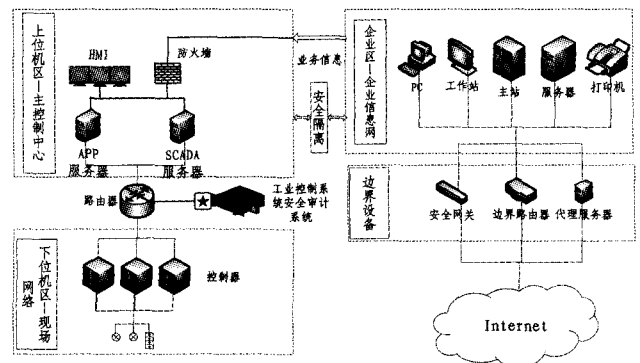 上位机区—主控制中心
HMI
防火墙
APP
服务器
SCADA
服务器
业务信息
安全隔离
企业区—企业信息网
PC
工作站
主站
服务器
打印机
路由器
工业控制系
统安全审计
系统
边界设备
安全网关
边界路由器
代理服务器
下位机区—现场
网络
控制器
Internet